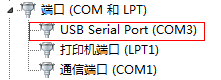 端口 (COM 和 LPT)
USB Serial Port (COM3)
打印机端口 (LPT1)
通信端口 (COM1)